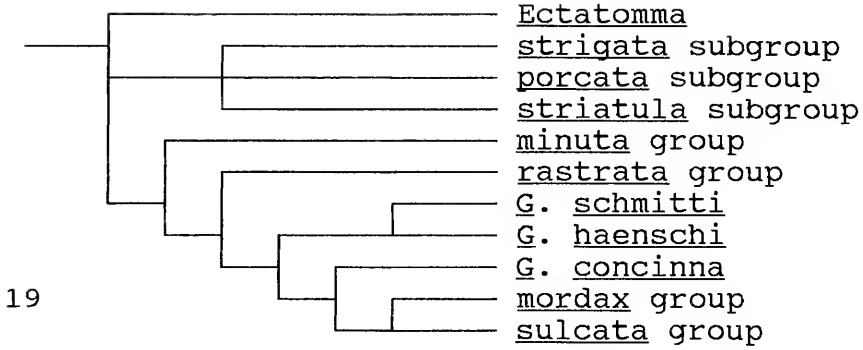 Ectatomma
strigata subgroup
porcata subgroup
striatula subgroup
minuta group
rastrata group
G. schmitti
G. haenschi
G. concinna
19 mordax group
sulcata group